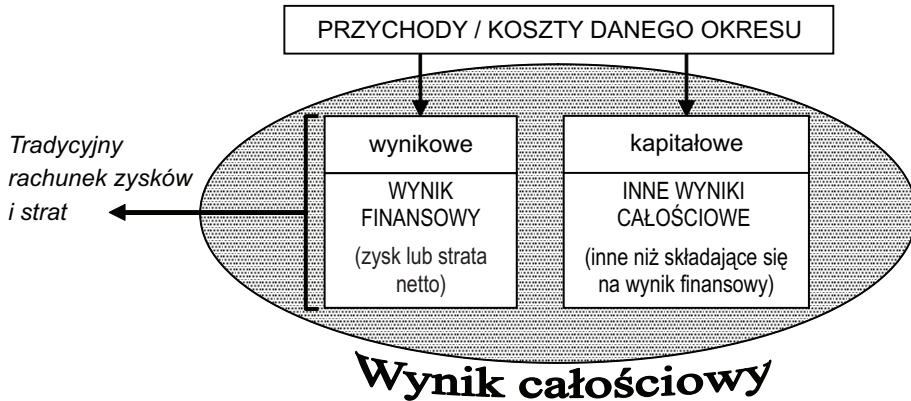 PRZYCHODY / KOSZTY DANEGO OKRESU
Tradycyjny
rachunek zysków
i strat
wynikowe
WYNIK
FINANSOWY
(zysk lub strata
netto)
kapitałowe
INNE WYNIKI
CAŁOŚCIOWE
(inne niż składające się
na wynik finansowy)
Wynik całościowy